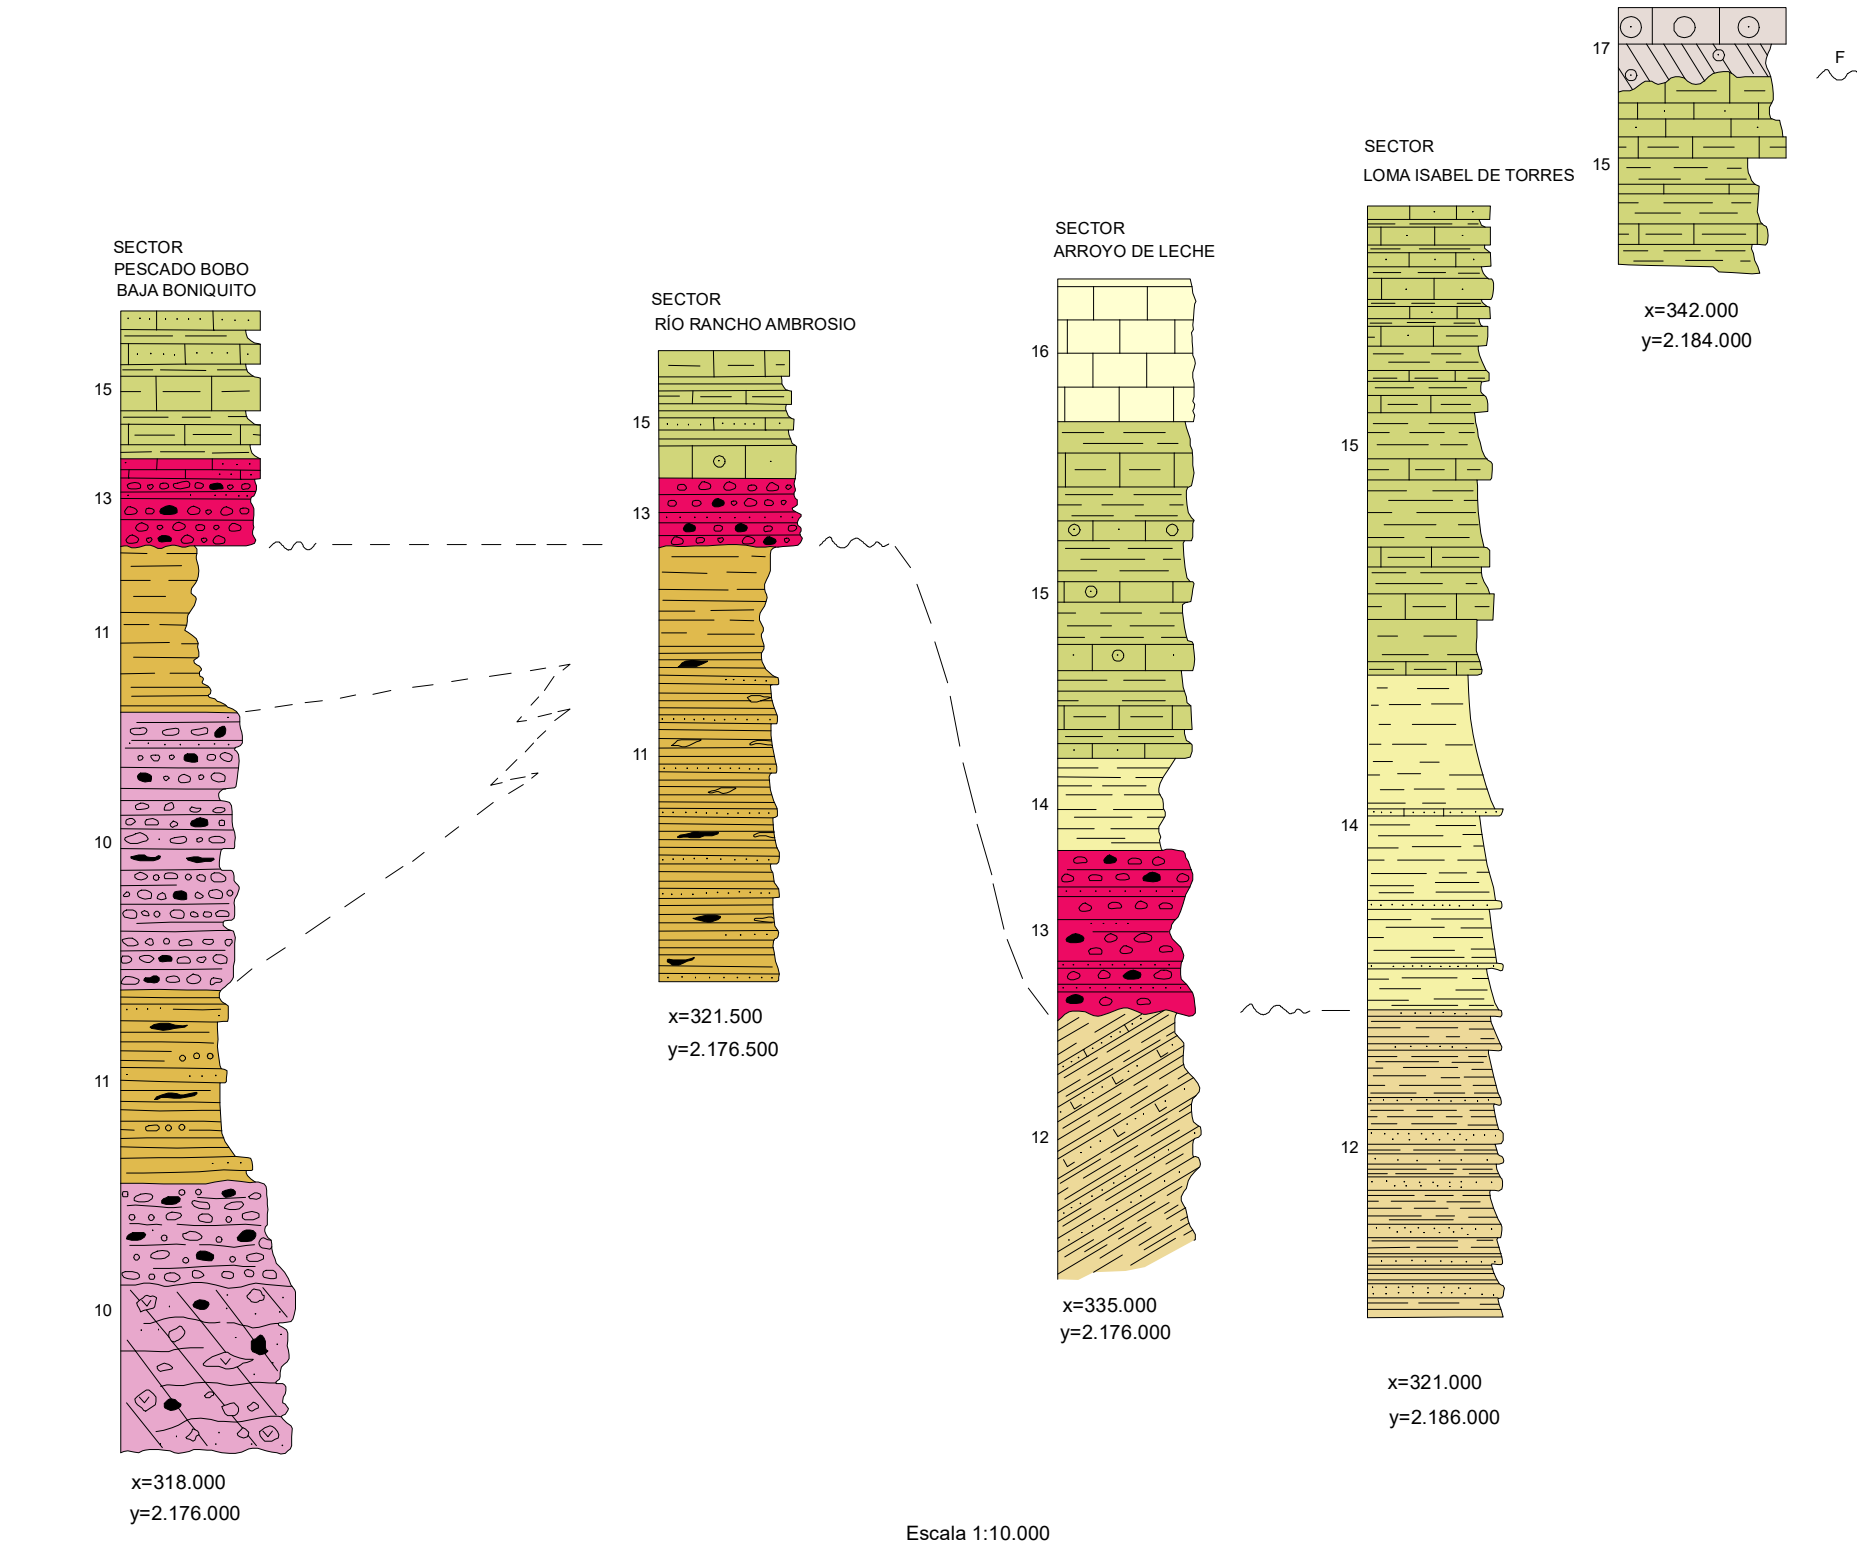 SECTOR
PESCADO BOBO
BAJA BONIQUITO
15
13
11
10
11
10
x=318.000
y=2.176.000
SECTOR
RÍO RANCHO AMBROSIO
15
13
11
x=321.500
y=2.176.500
SECTOR
ARROYO DE LECHE
16
15
14
13
12
x=335.000
y=2.176.000
SECTOR
LOMA ISABEL DE TORRES
15
14
12
x=321.000
y=2.186.000
17
15
F
x=342.000
y=2.184.000
Escala 1:10.000